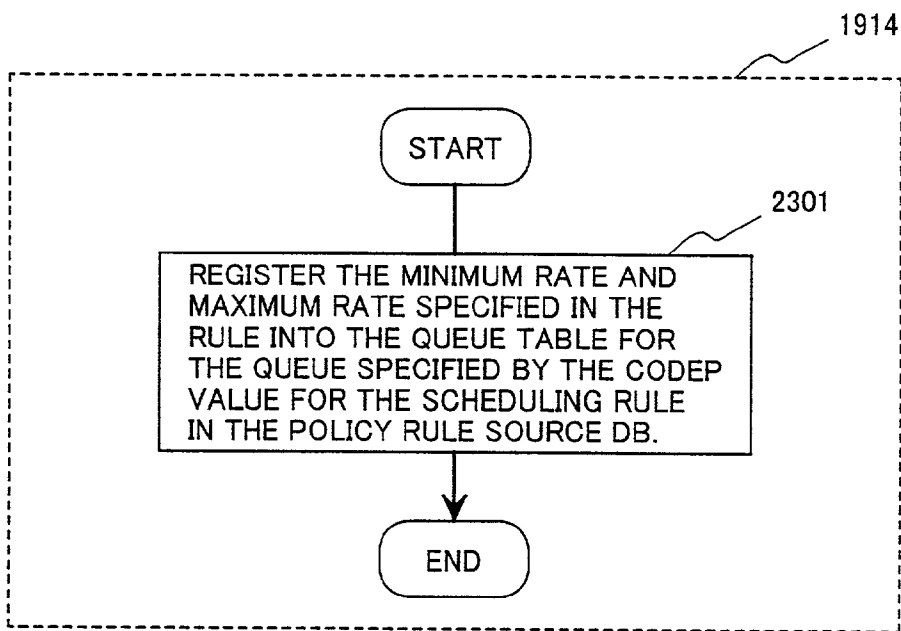 1914
START
2301
REGISTER THE MINIMUM RATE AND
MAXIMUM RATE SPECIFIED IN THE
RULE INTO THE QUEUE TABLE FOR
THE QUEUE SPECIFIED BY THE CODEP
VALUE FOR THE SCHEDULING RULE
IN THE POLICY RULE SOURCE DB.
END